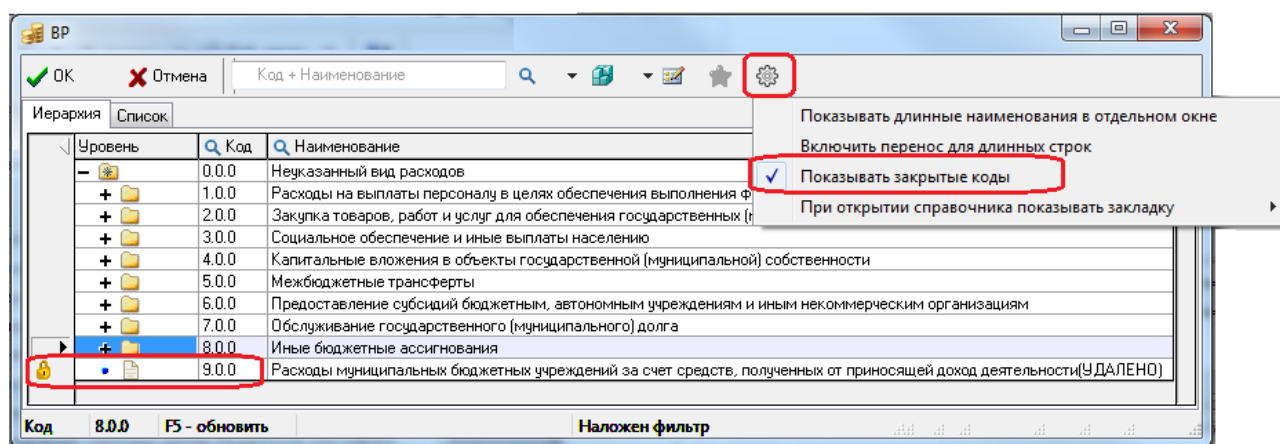 ВР
ОК Отмена Код + Наименование
Иерархия Список
Показывать длинные наименования в отдельном окне
Включить перенос для длинных строк
Показывать закрытые коды
При открытии справочника показывать закладку
Уровень Код Наименование
0.0.0 Неуказанный вид расходов
1.0.0 Расходы на выплаты персоналу в целях обеспечения выполнения ф
2.0.0 Закупка товаров, работ и услуг для обеспечения государственных (
3.0.0 Социальное обеспечение и иные выплаты населению
4.0.0 Капитальные вложения в объекты государственной (муниципальной) собственности
5.0.0 Межбюджетные трансферты
6.0.0 Предоставление субсидий бюджетным, автономным учреждениям и иным некоммерческим организациям
7.0.0 Обслуживание государственного (муниципального) долга
8.0.0 Иные бюджетные ассигнования
9.0.0 Расходы муниципальных бюджетных учреждений за счет средств, полученных от приносящей доход деятельности(УДАЛЕНО)
Код 8.0.0 F5 - обновить Наложен фильтр